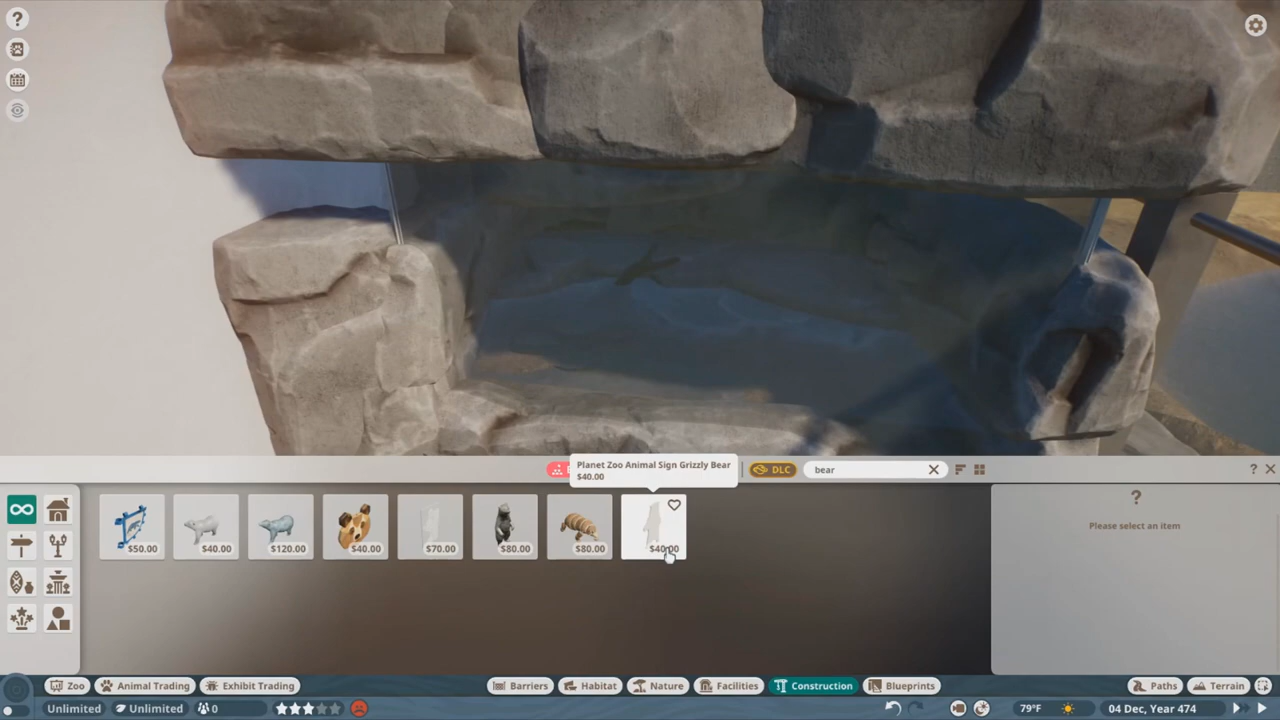 Planet Zoo Animal Sign Grizzly Bear
$40.00
DLC
bear
$50.00
$40.00
$120.00
$40.00
$70.00
$80.00
$80.00
$40.00
Please select an item
Zoo
Animal Trading
Exhibit Trading
Barriers
Habitat
Nature
Facilities
Construction
Blueprints
Paths
Terrain
Unlimited
Unlimited
0
79°F
04 Dec, Year 474